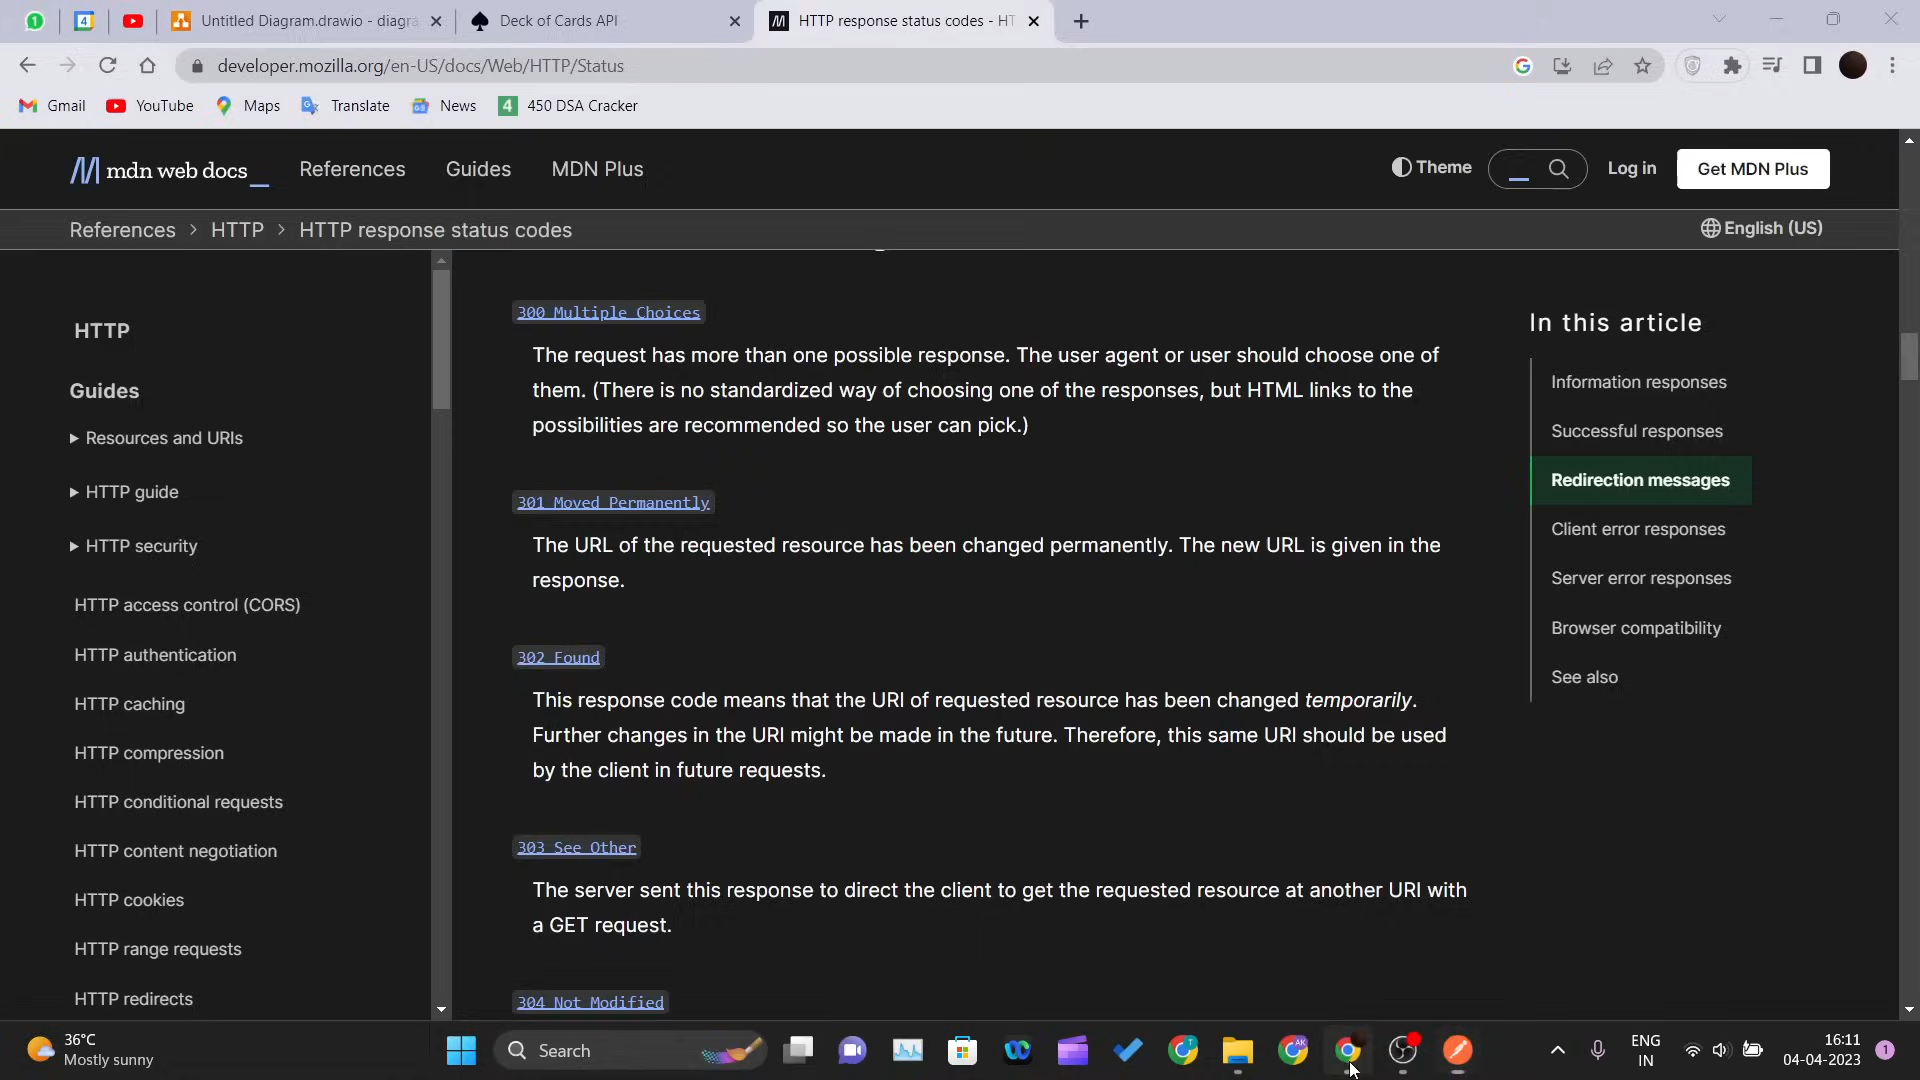 1
4
Untitled Diagram.drawio - diagra
Deck of Cards API
HTTP response status codes - HT
developer.mozilla.org/en-US/docs/Web/HTTP/Status
Gmail
YouTube
Maps
Translate
News
4 450 DSA Cracker
mdn web docs_
References
Guides
MDN Plus
Theme
Log in
Get MDN Plus
References > HTTP > HTTP response status codes
English (US)
HTTP
Guides
Resources and URIs
HTTP guide
HTTP security
HTTP access control (CORS)
HTTP authentication
HTTP caching
HTTP compression
HTTP conditional requests
HTTP content negotiation
HTTP cookies
HTTP range requests
HTTP redirects
300 Multiple Choices
The request has more than one possible response. The user agent or user should choose one of
them. (There is no standardized way of choosing one of the responses, but HTML links to the
possibilities are recommended so the user can pick.)
301 Moved Permanently
The URL of the requested resource has been changed permanently. The new URL is given in the
response.
302 Found
This response code means that the URI of requested resource has been changed temporarily.
Further changes in the URI might be made in the future. Therefore, this same URI should be used
by the client in future requests.
303 See Other
The server sent this response to direct the client to get the requested resource at another URI with
a GET request.
304 Not Modified
In this article
Information responses
Successful responses
Redirection messages
Client error responses
Server error responses
Browser compatibility
See also
36°C
Mostly sunny
Search
ENG
IN
16:11
04-04-2023
1